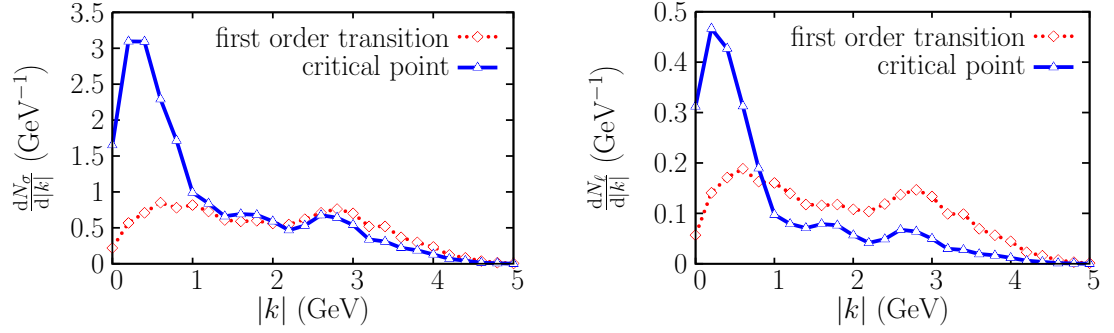 3.5
3
2.5
2
1.5
1
0.5
0
0 1 2 3 4 5
dN_σ/d|k| (GeV⁻¹)
|k| (GeV)
first order transition
critical point
0.5
0.4
0.3
0.2
0.1
0
0 1 2 3 4 5
dN_ℓ/d|k| (GeV⁻¹)
|k| (GeV)
first order transition
critical point